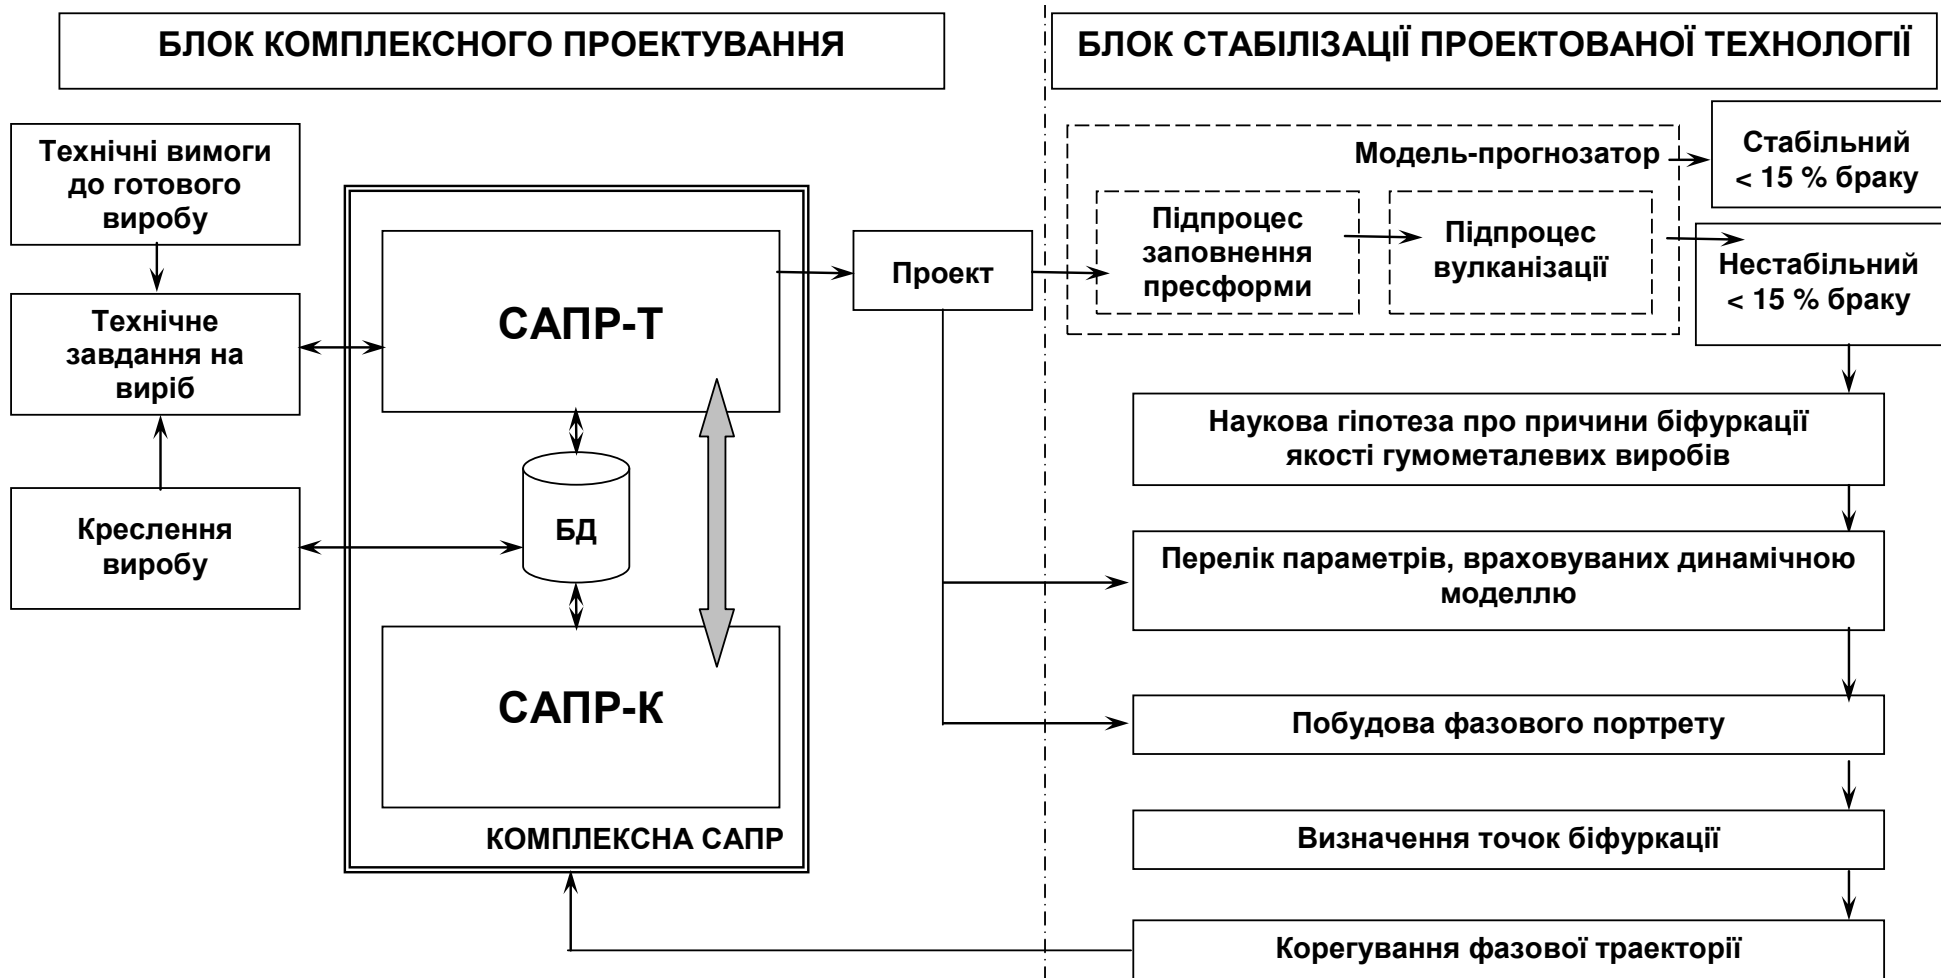 БЛОК КОМПЛЕКСНОГО ПРОЕКТУВАННЯ
БЛОК СТАБІЛІЗАЦІЇ ПРОЕКТОВАНОЇ ТЕХНОЛОГІЇ
Технічні вимоги
до готового
виробу
Технічне
завдання на
виріб
Креслення
виробу
САПР-Т
БД
САПР-К
КОМПЛЕКСНА САПР
Проект
Модель-прогнозатор
Підпроцес
заповнення
пресформи
Підпроцес
вулканізації
Стабільний
< 15 % браку
Нестабільний
< 15 % браку
Наукова гіпотеза про причини біфуркації
якості гумометалевих виробів
Перелік параметрів, враховуваних динамічною
моделлю
Побудова фазового портрету
Визначення точок біфуркації
Корегування фазової траекторії